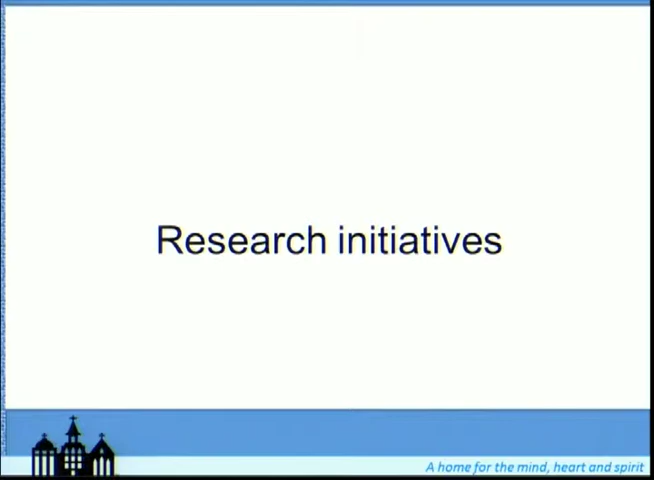 Research initiatives
A home for the mind, heart and spirit